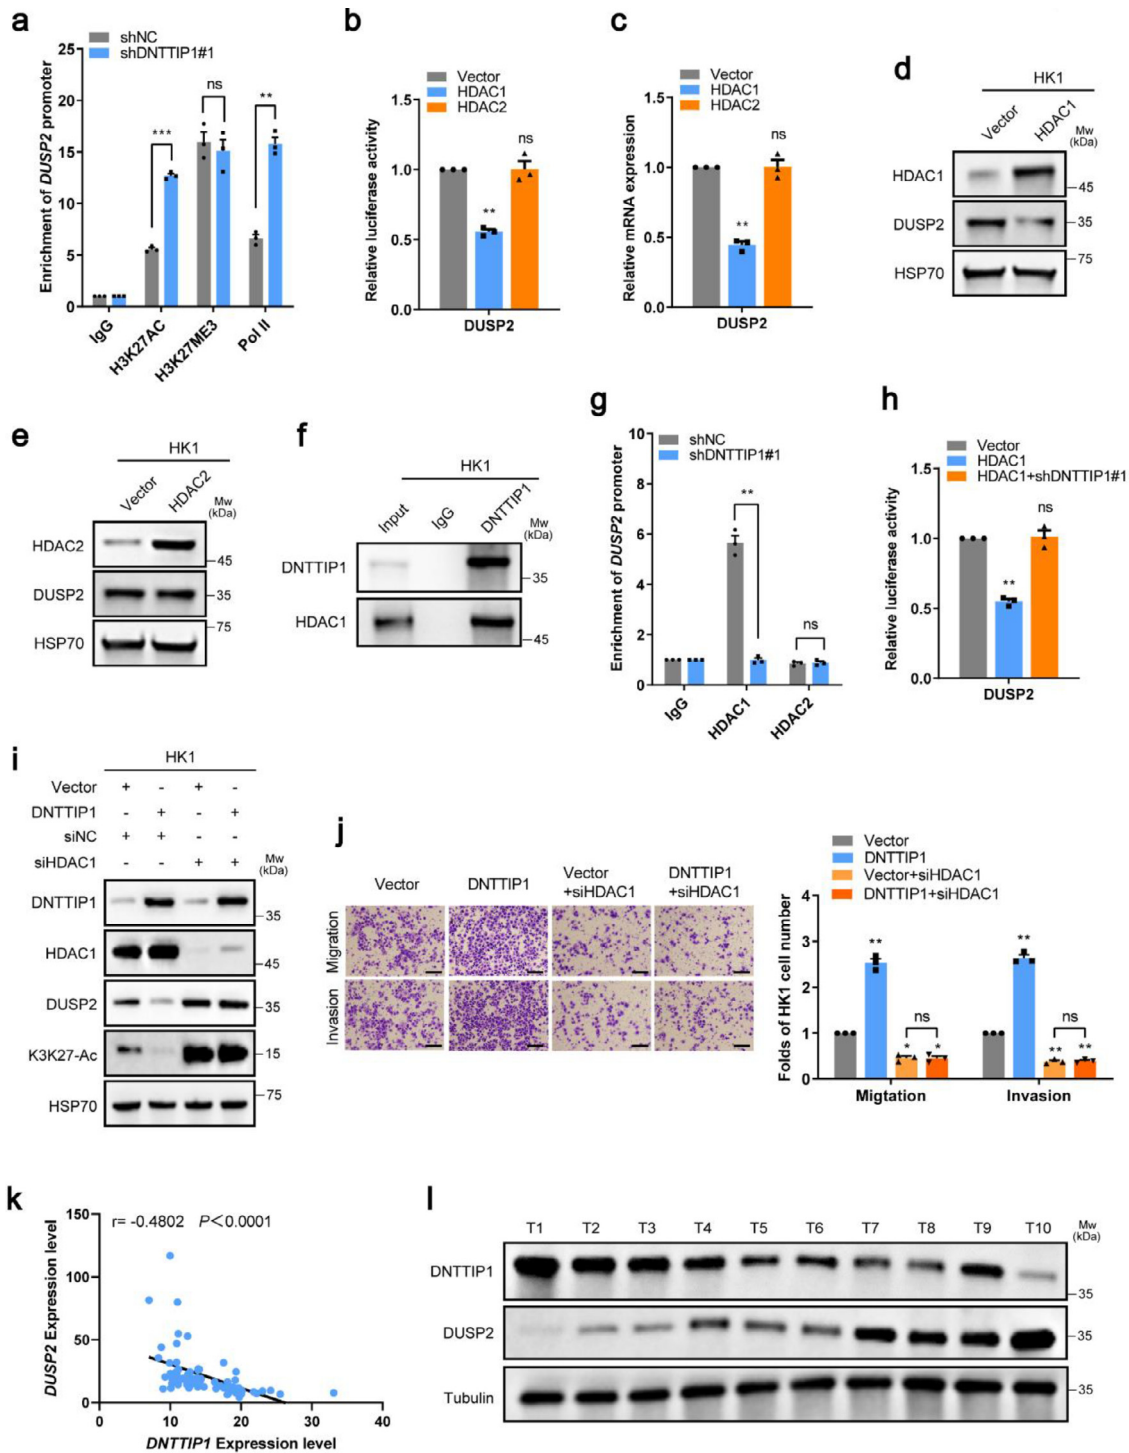 a
shNC
shDNTTIP1#1
Enrichment of DUSP2 promoter
25
20
15
10
5
0
***
ns
**
IgG
H3K27AC
H3K27ME3
Pol II
b
Vector
HDAC1
HDAC2
Relative luciferase activity
1.5
1.0
0.5
0.0
**
ns
DUSP2
c
Vector
HDAC1
HDAC2
Relative mRNA expression
1.5
1.0
0.5
0.0
**
ns
DUSP2
d
HK1
Vector
HDAC1
Mw
(kDa)
HDAC1
45
DUSP2
35
75
HSP70
e
HK1
Vector
HDAC2
Mw
(kDa)
HDAC2
45
DUSP2
35
75
HSP70
f
HK1
Input
IgG
DNTTIP1
Mw
(kDa)
DNTTIP1
35
HDAC1
45
g
shNC
shDNTTIP1#1
Enrichment of DUSP2 promoter
10
8
6
4
2
0
**
ns
IgG
HDAC1
HDAC2
h
Vector
HDAC1
HDAC1+shDNTTIP1#1
Relative luciferase activity
1.5
1.0
0.5
0.0
**
ns
DUSP2
i
HK1
Vector + - + -
DNTTIP1 - + - +
siNC + + - -
siHDAC1 - - + +
Mw
(kDa)
DNTTIP1
35
HDAC1
45
DUSP2
35
K3K27-Ac
15
75
HSP70
j
Vector
DNTTIP1
Vector
+siHDAC1
DNTTIP1
+siHDAC1
Migration
Invasion
Vector
DNTTIP1
Vector+siHDAC1
DNTTIP1+siHDAC1
Folds of HK1 cell number
4
3
2
1
0
**
ns
* *
**
ns
** **
Migtation
Invasion
k
r= -0.4802 P<0.0001
DUSP2 Expression level
150
100
50
0
0 10 20 30 40
DNTTIP1 Expression level
l
T1 T2 T3 T4 T5 T6 T7 T8 T9 T10
Mw
(kDa)
DNTTIP1
35
DUSP2
35
Tubulin
35